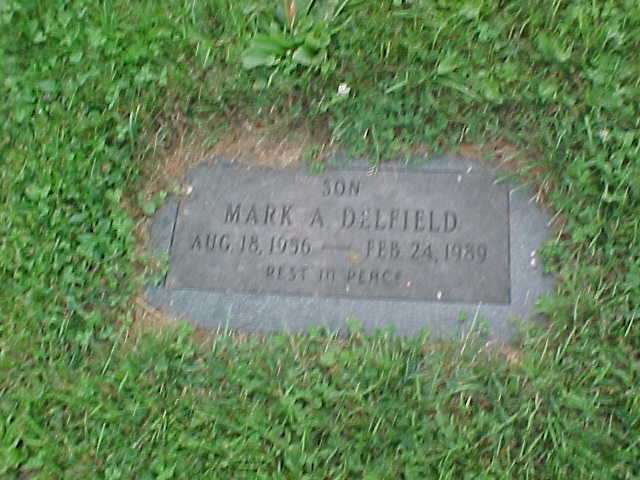 SON
MARK A DELFIELD
AUG. 18, 1956 — FEB. 24, 1989
REST IN PEACE